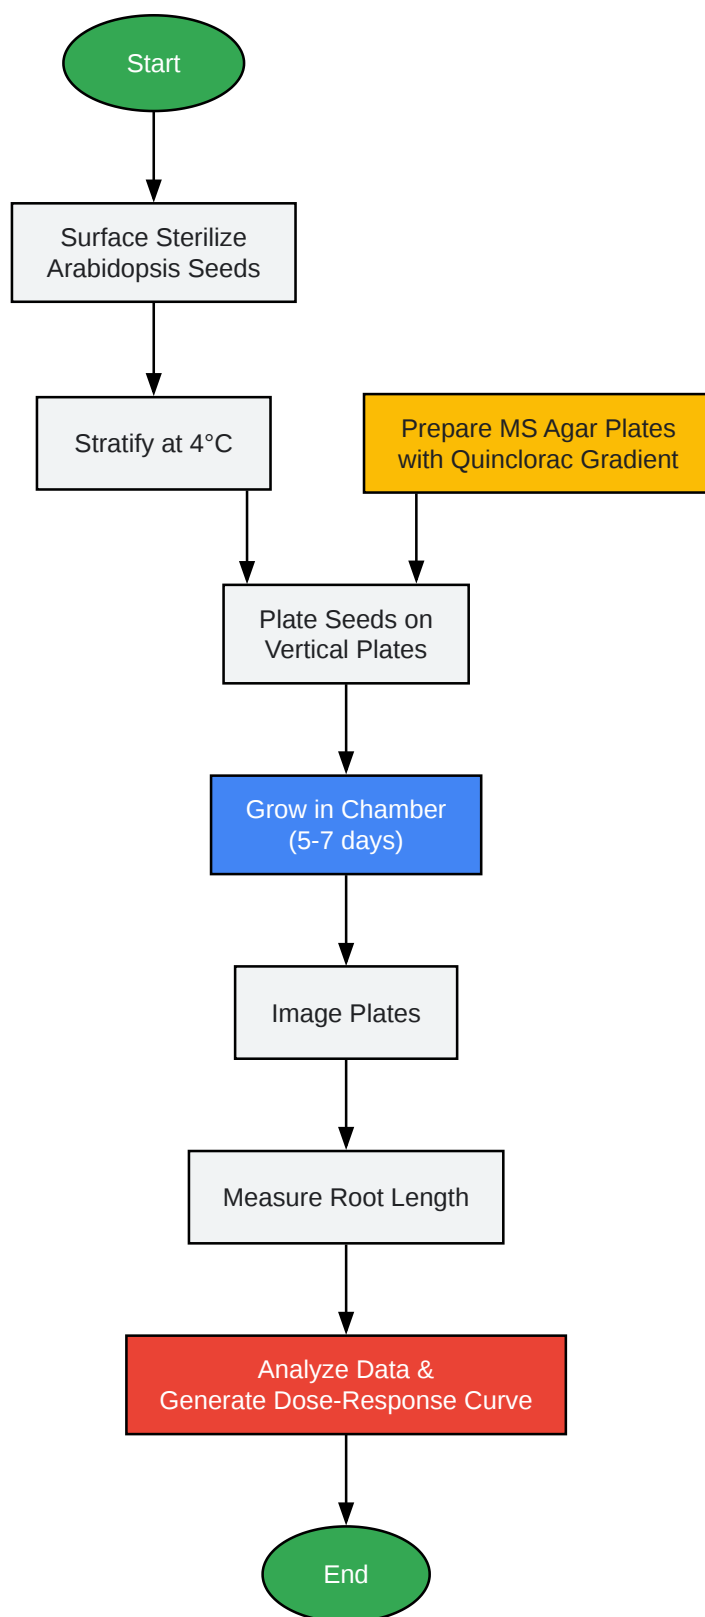 Start
Surface Sterilize
Arabidopsis Seeds
Stratify at 4°C
Prepare MS Agar Plates
with Quinclorac Gradient
Plate Seeds on
Vertical Plates
Grow in Chamber
(5-7 days)
Image Plates
Measure Root Length
Analyze Data &
Generate Dose-Response Curve
End